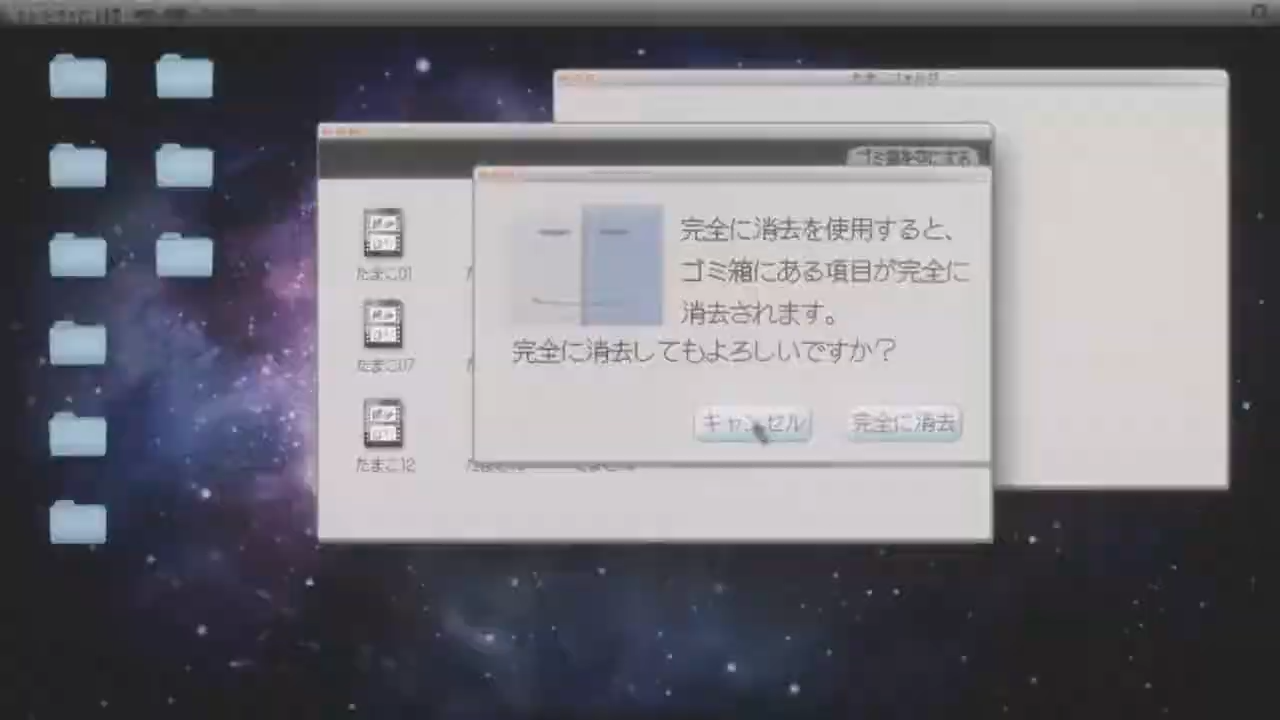 ゴミ箱を空にする
完全に消去を使用すると、
ゴミ箱にある項目が完全に
消去されます。
完全に消去してもよろしいですか？
キャンセル
完全に消去
たまこ01
たまこ07
たまこ12